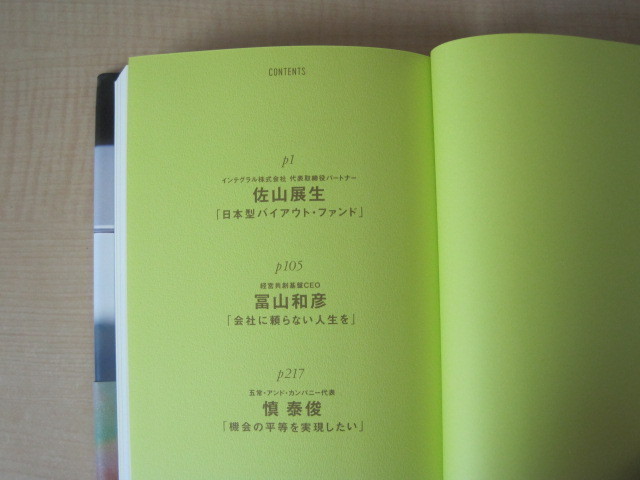 CONTENTS
p1
インテグラル株式会社 代表取締役パートナー
佐山展生
「日本型バイアウト・ファンド」
p105
経営共創基盤CEO
冨山和彦
「会社に頼らない人生を」
p217
五常・アンド・カンパニー代表
慎 泰俊
「機会の平等を実現したい」